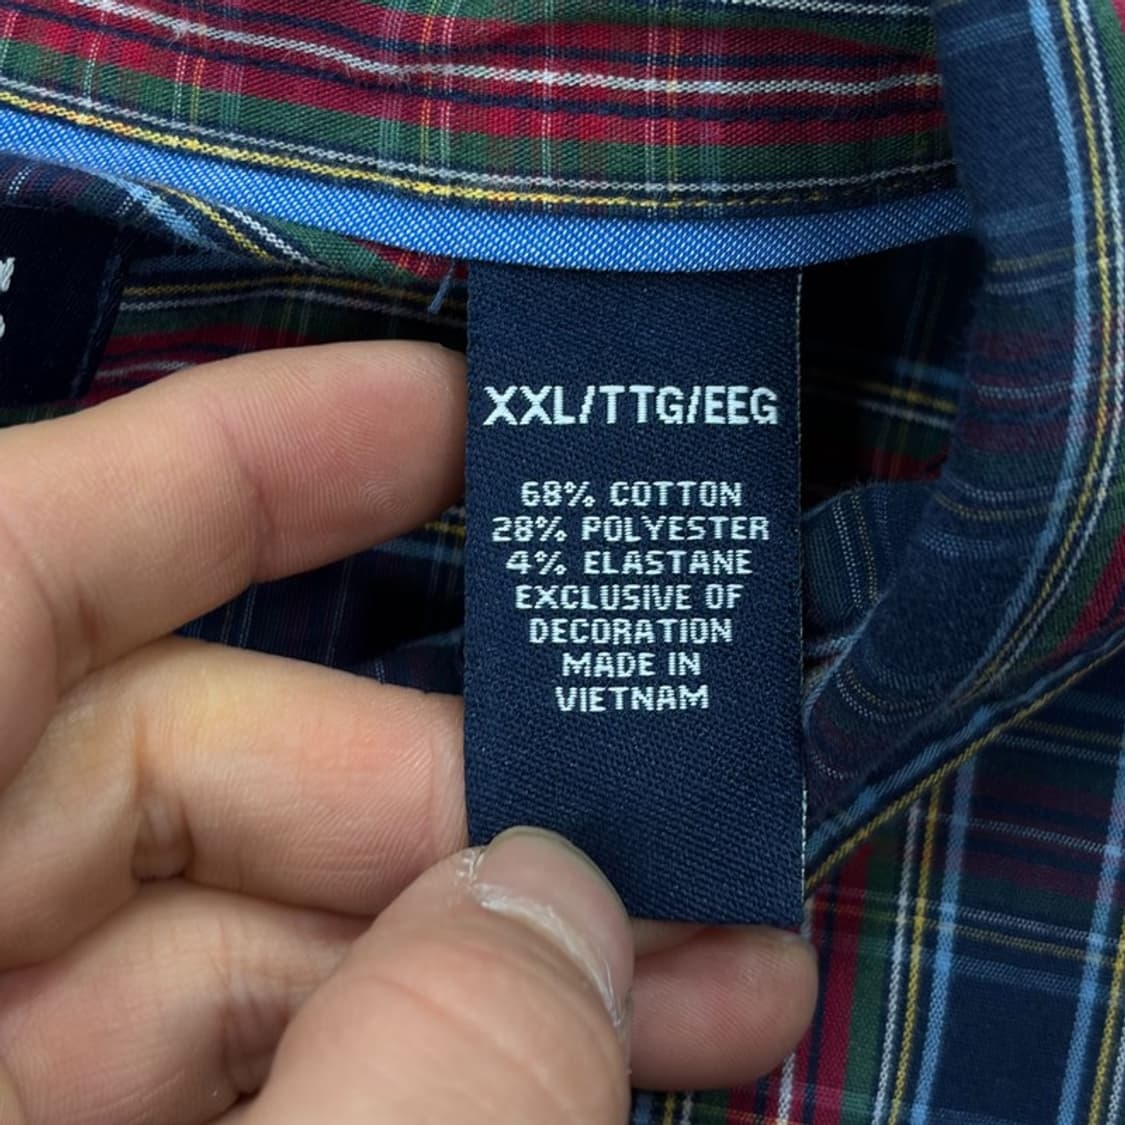 XXL/TTG/EEG
68% COTTON
28% POLYESTER
4% ELASTANE
EXCLUSIVE OF
DECORATION
MADE IN
VIETNAM